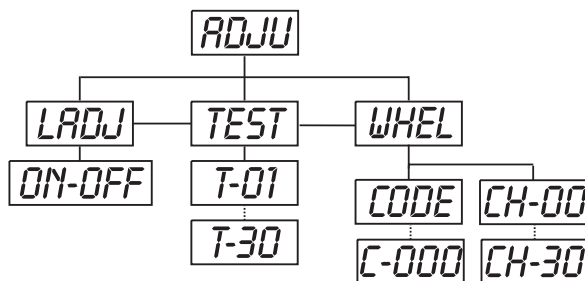 ADJU
LADJ TEST WHEL
ON-OFF T-01 CODE CH-00
T-30 C-000 CH-30